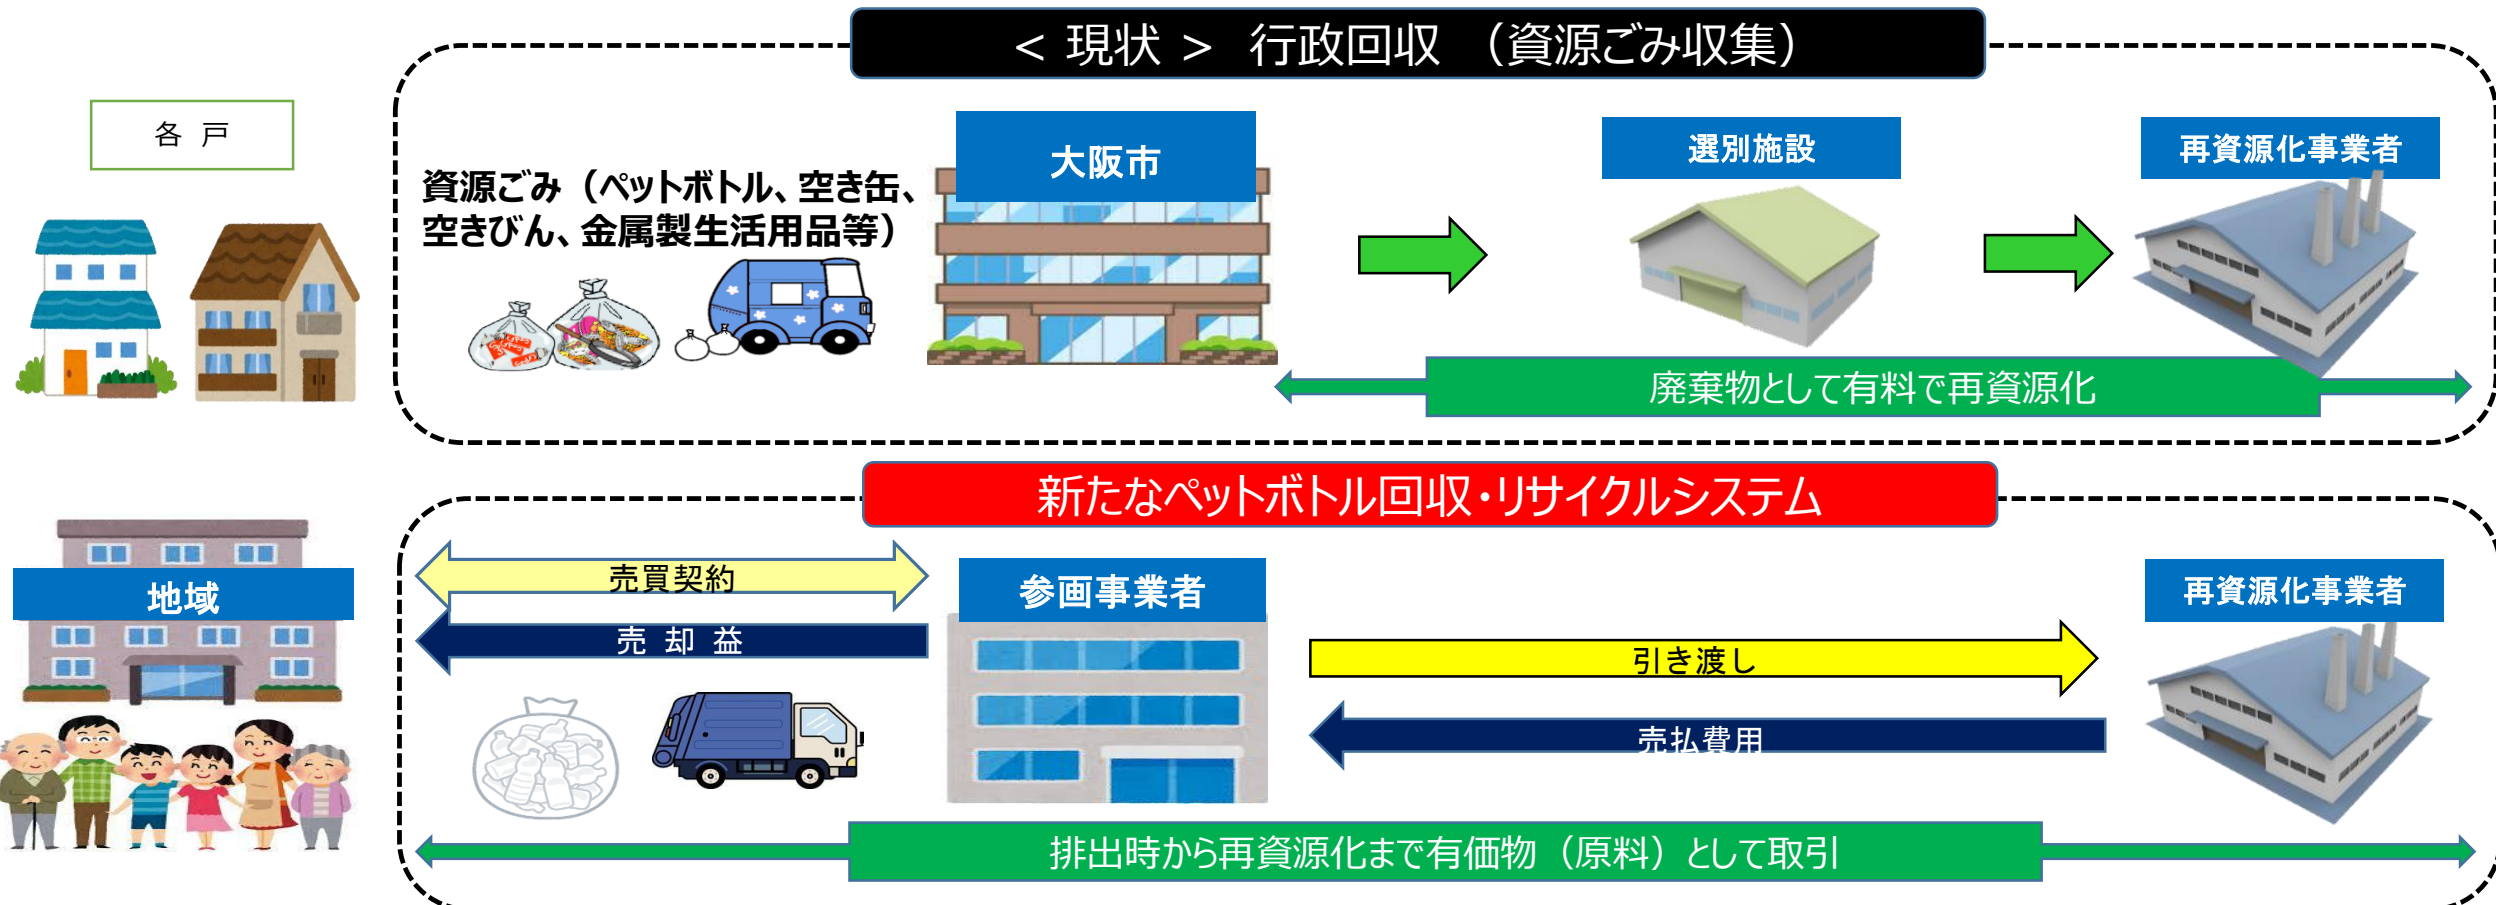 ＜ 現状 ＞ 行政回収 （資源ごみ収集）
各 戸
資源ごみ（ペットボトル、空き缶、
空きびん、金属製生活用品等）
大阪市
選別施設
再資源化事業者
廃棄物として有料で再資源化
新たなペットボトル回収・リサイクルシステム
地域
売買契約
売 却 益
参画事業者
引き渡し
売払費用
再資源化事業者
排出時から再資源化まで有価物（原料）として取引